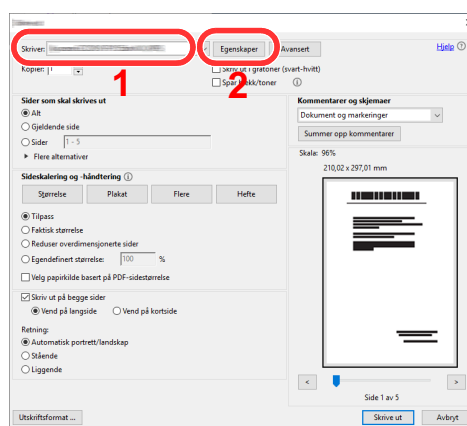 Skriver:
Egenskaper
Avansert
Hjelp
Kopier: 1
Skriv ut i gråtoner (svart-hvitt)
1
2
Spar blekk/toner
Sider som skal skrives ut
Alt
Gjeldende side
Sider 1 - 5
Flere alternativer
Kommentarer og skjemaer
Dokument og markeringer
Summer opp kommentarer
Skala: 96%
210,02 x 297,01 mm
Sideskalering og -håndtering
Størrelse Plakat Flere Hefte
Tilpass
Faktisk størrelse
Reduser overdimensjonerte sider
Egendefinert størrelse: 100 %
Velg papirkilde basert på PDF-sidestørrelse
Skriv ut på begge sider
Vend på langside Vend på kortside
Retning:
Automatisk portrett/landskap
Stående
Liggende
< >
Side 1 av 5
Utskriftsformat ...
Skrive ut
Avbryt